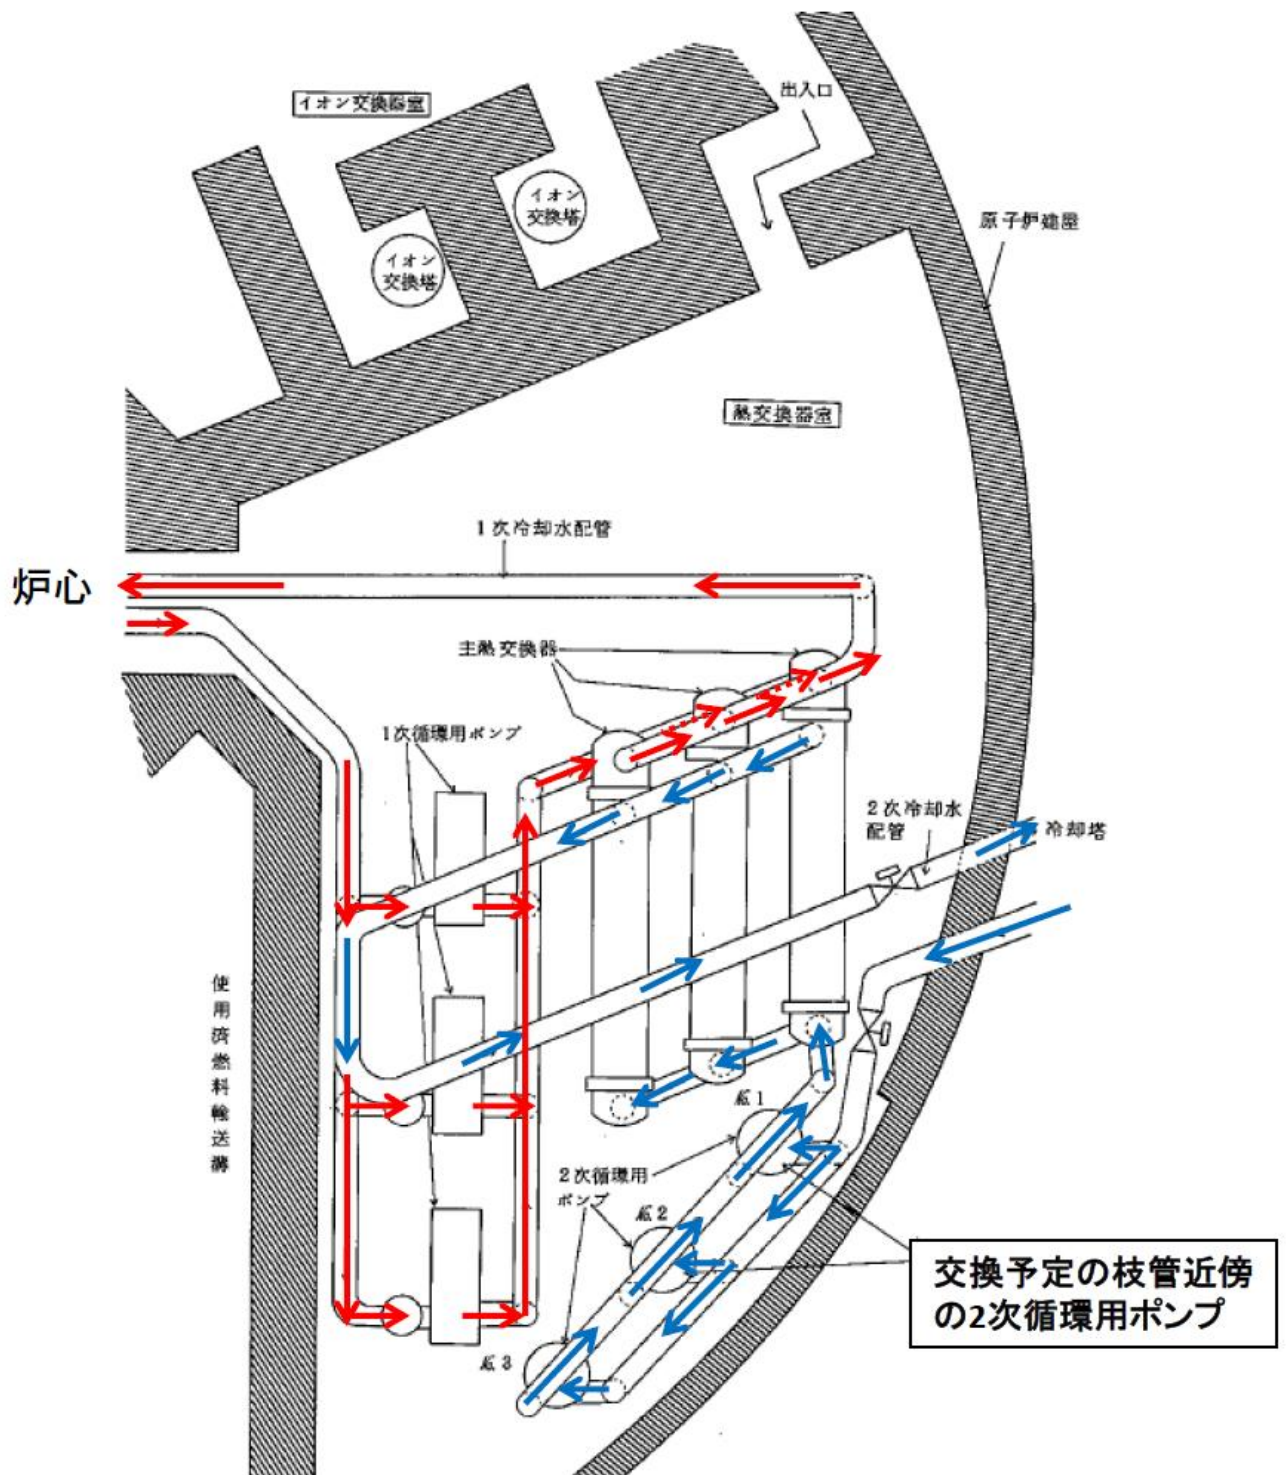 イオン交換器室
出入口
イオン
交換塔
イオン
交換塔
原子炉建屋
熱交換器室
1次冷却水配管
炉心
主熱交換器
1次循環用ポンプ
2次冷却水
配管
冷却塔
使用済燃料輸送溝
№1
2次循環用
ポンプ
№2
№3
交換予定の枝管近傍
の2次循環用ポンプ